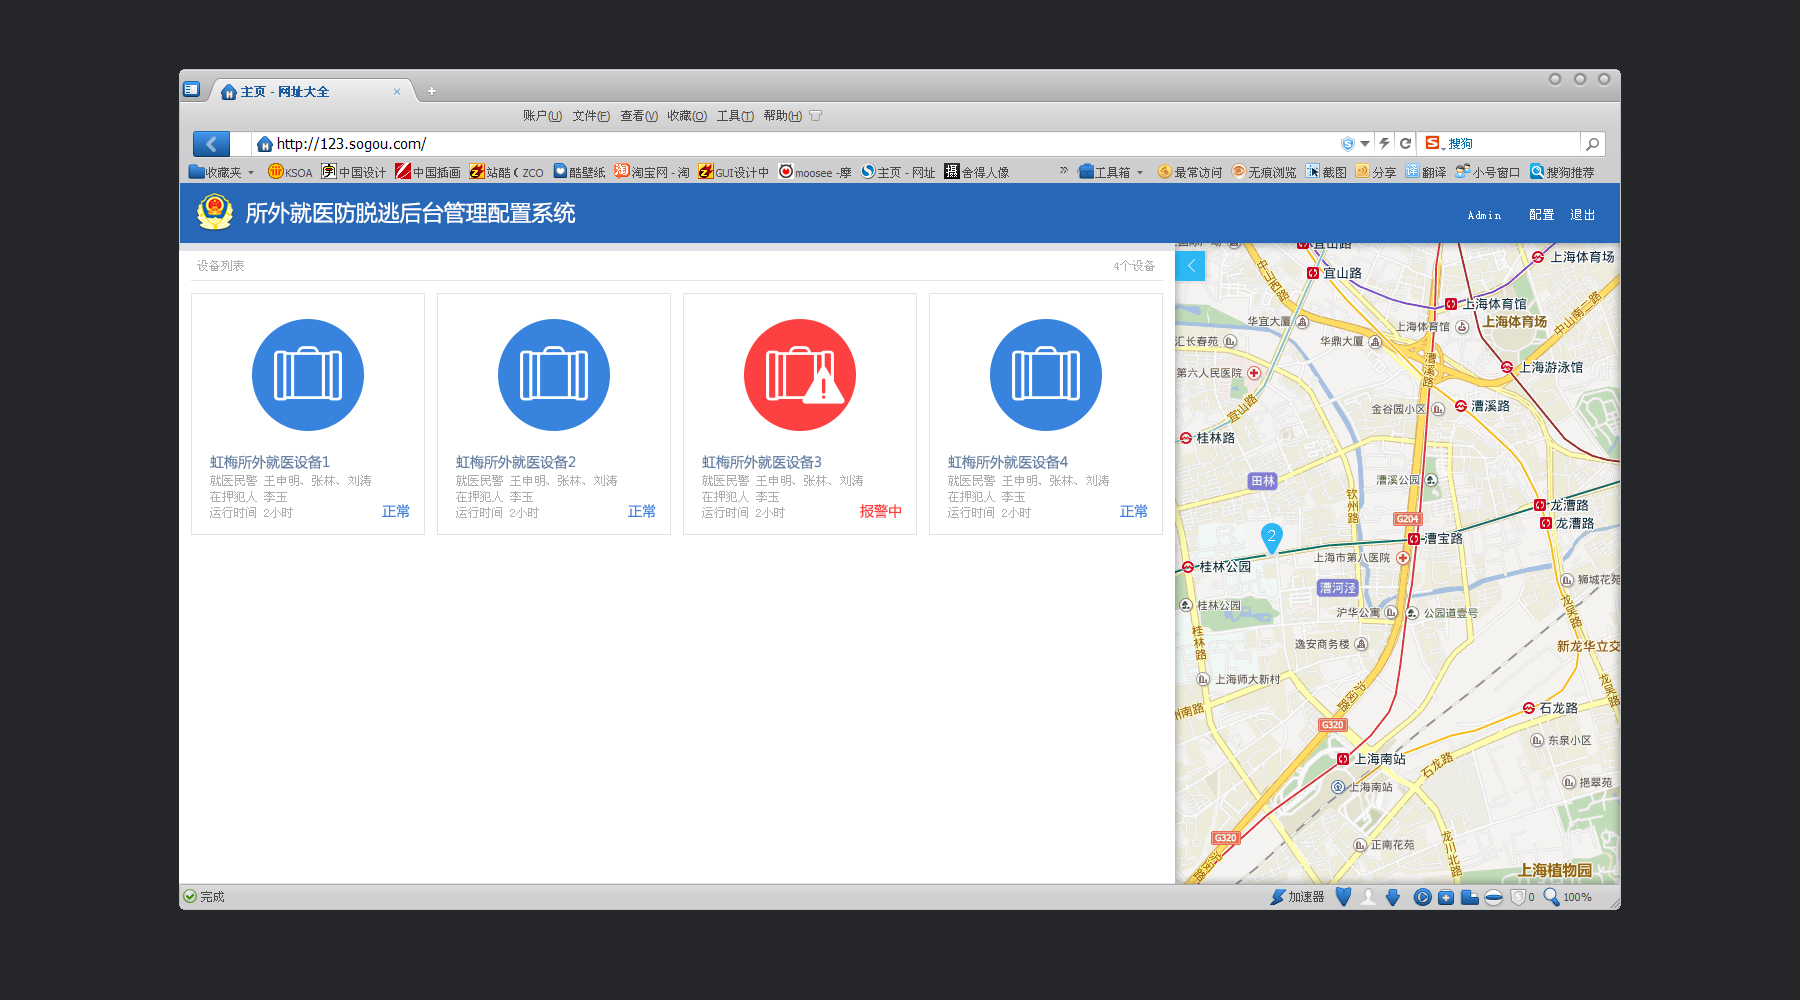 主页 - 网址大全
账户(U) 文件(F) 查看(V) 收藏(O) 工具(T) 帮助(H)
http://123.sogou.com/
搜狗
收藏夹 KSOA 中国设计 中国插画 站酷 ( ZCO 酷壁纸 淘宝网 - 淘 GUI设计中 moosee -摩 主页 - 网址 舍得人像 » 工具箱 最常访问 无痕浏览 截图 分享 翻译 小号窗口 搜狗推荐
所外就医防脱逃后台管理配置系统
Admin 配置 退出
设备列表 4个设备
虹梅所外就医设备1
就医民警 王申明、张林、刘涛
在押犯人 李玉
运行时间 2小时
正常
虹梅所外就医设备2
就医民警 王申明、张林、刘涛
在押犯人 李玉
运行时间 2小时
正常
虹梅所外就医设备3
就医民警 王申明、张林、刘涛
在押犯人 李玉
运行时间 2小时
报警中
虹梅所外就医设备4
就医民警 王申明、张林、刘涛
在押犯人 李玉
运行时间 2小时
正常
宜山路
中山西路
宜山路
上海体育场
上海体育馆
华宜大厦
上海体育馆
上海体育场
中山南二路
汇长春苑
华鼎大厦
漕溪路
上海游泳馆
第六人民医院
宜山路
金谷园小区
漕溪路
桂林路
田林
漕溪公园
钦州路
龙漕路
G204
龙漕路
2
漕宝路
上海市第八医院
桂林公园
漕河泾
狮城花苑
桂林公园
沪华公寓
公园道壹号
龙吴路
桂林路
逸安商务楼
新龙华立交
上海师大新村
沪闵路
龙吴路
州南路
石龙路
G320
东泉小区
上海南站
石龙路
上海南站
挹翠苑
G320
正南花苑
龙川北路
沪闵路
上海植物园
完成
加速器
0
100%